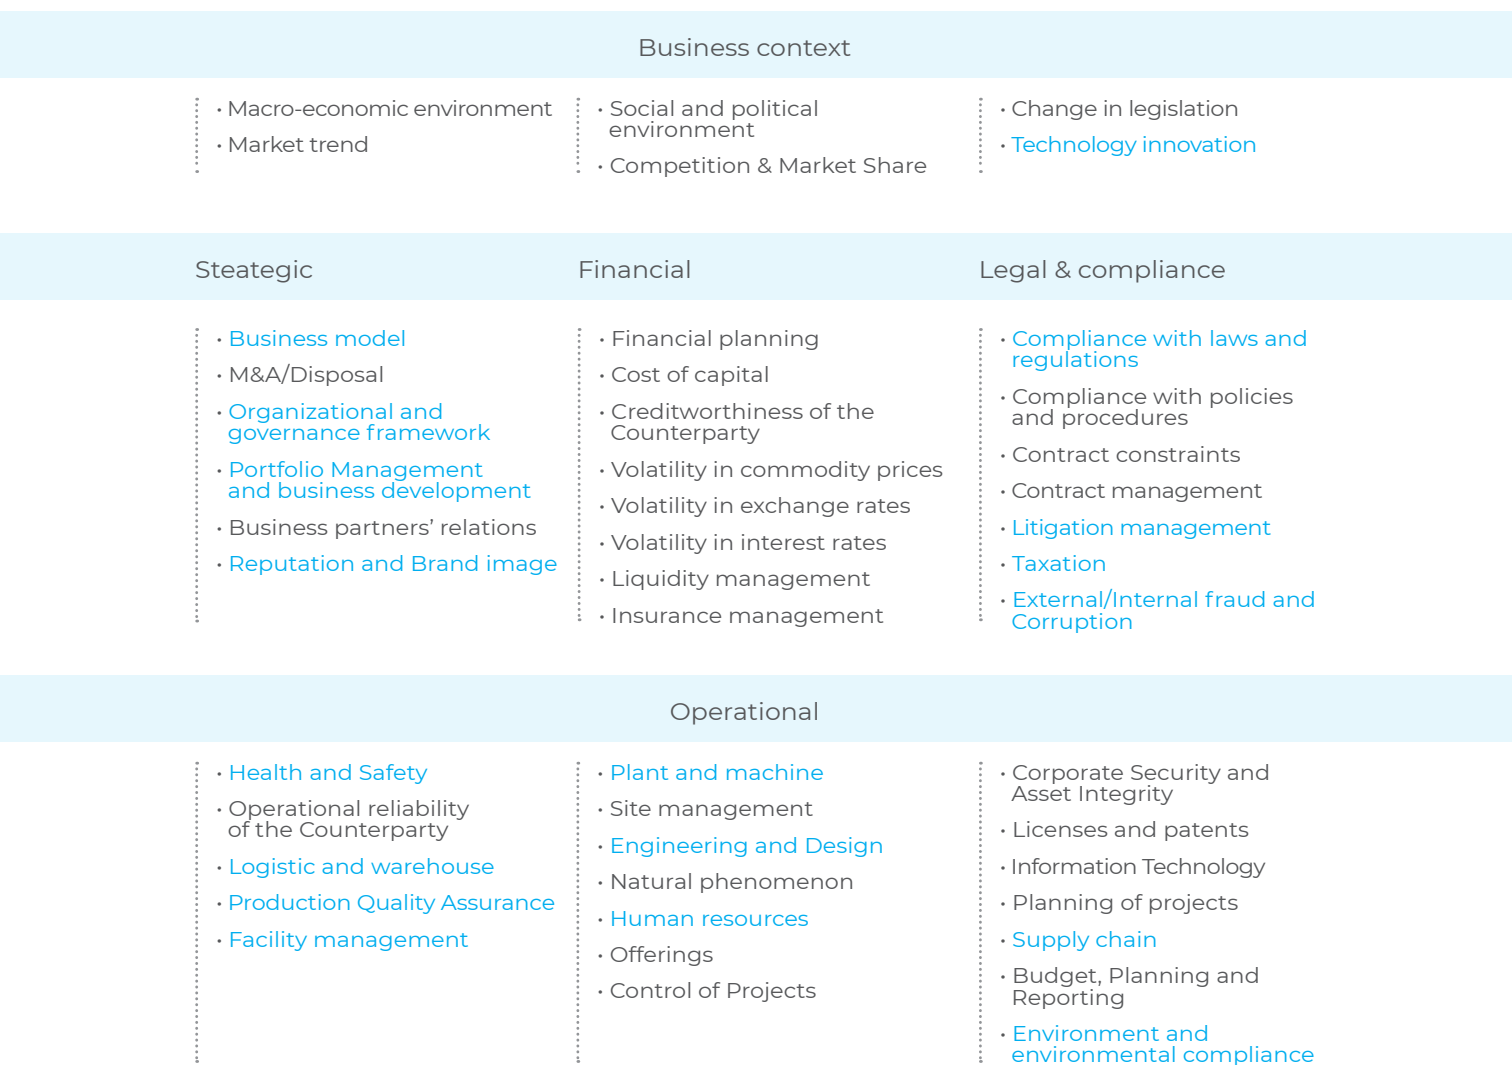 Business context
· Macro-economic environment
· Market trend
· Social and political
environment
· Competition & Market Share
· Change in legislation
· Technology innovation
Steategic
Financial
Legal & compliance
· Business model
· M&A/Disposal
· Organizational and
governance framework
· Portfolio Management
and business development
· Business partners’ relations
· Reputation and Brand image
· Financial planning
· Cost of capital
· Creditworthiness of the
Counterparty
· Volatility in commodity prices
· Volatility in exchange rates
· Volatility in interest rates
· Liquidity management
· Insurance management
· Compliance with laws and
regulations
· Compliance with policies
and procedures
· Contract constraints
· Contract management
· Litigation management
· Taxation
· External/Internal fraud and
Corruption
Operational
· Health and Safety
· Operational reliability
of the Counterparty
· Logistic and warehouse
· Production Quality Assurance
· Facility management
· Plant and machine
· Site management
· Engineering and Design
· Natural phenomenon
· Human resources
· Offerings
· Control of Projects
· Corporate Security and
Asset Integrity
· Licenses and patents
· Information Technology
· Planning of projects
· Supply chain
· Budget, Planning and
Reporting
· Environment and
environmental compliance